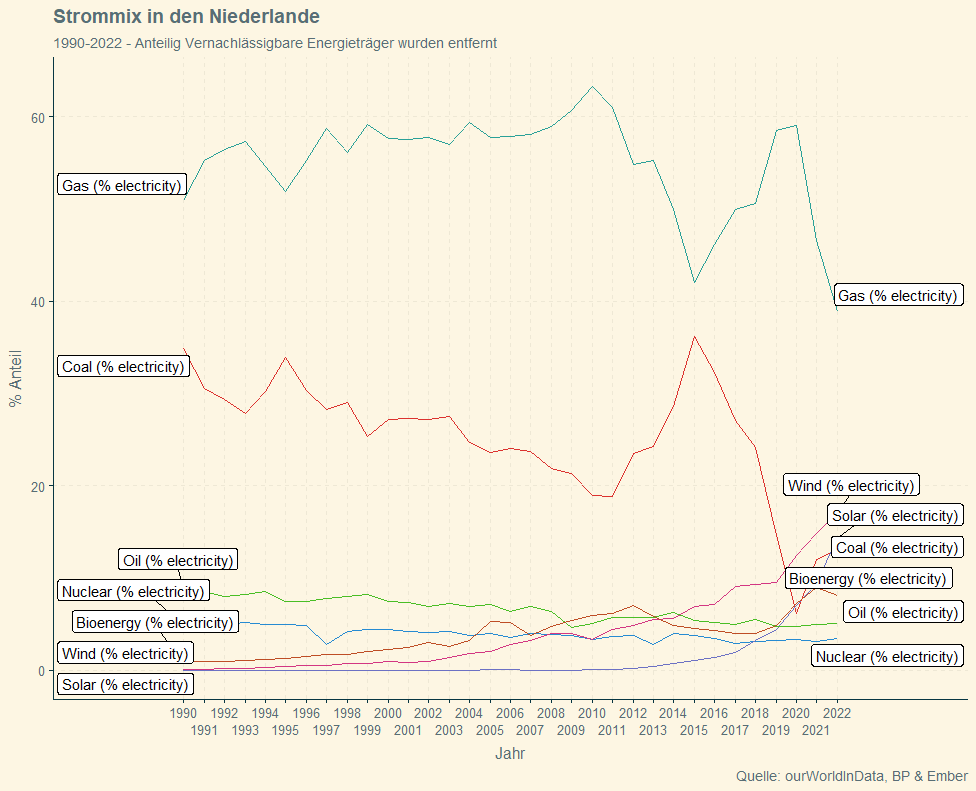 Strommix in den Niederlande
1990-2022 - Anteilig Vernachlässigbare Energieträger wurden entfernt
% Anteil
60
40
20
0
Gas (% electricity)
Coal (% electricity)
Oil (% electricity)
Nuclear (% electricity)
Bioenergy (% electricity)
Wind (% electricity)
Solar (% electricity)
Gas (% electricity)
Wind (% electricity)
Solar (% electricity)
Coal (% electricity)
Bioenergy (% electricity)
Oil (% electricity)
Nuclear (% electricity)
1990 1992 1994 1996 1998 2000 2002 2004 2006 2008 2010 2012 2014 2016 2018 2020 2022
1991 1993 1995 1997 1999 2001 2003 2005 2007 2009 2011 2013 2015 2017 2019 2021
Jahr
Quelle: ourWorldInData, BP & Ember